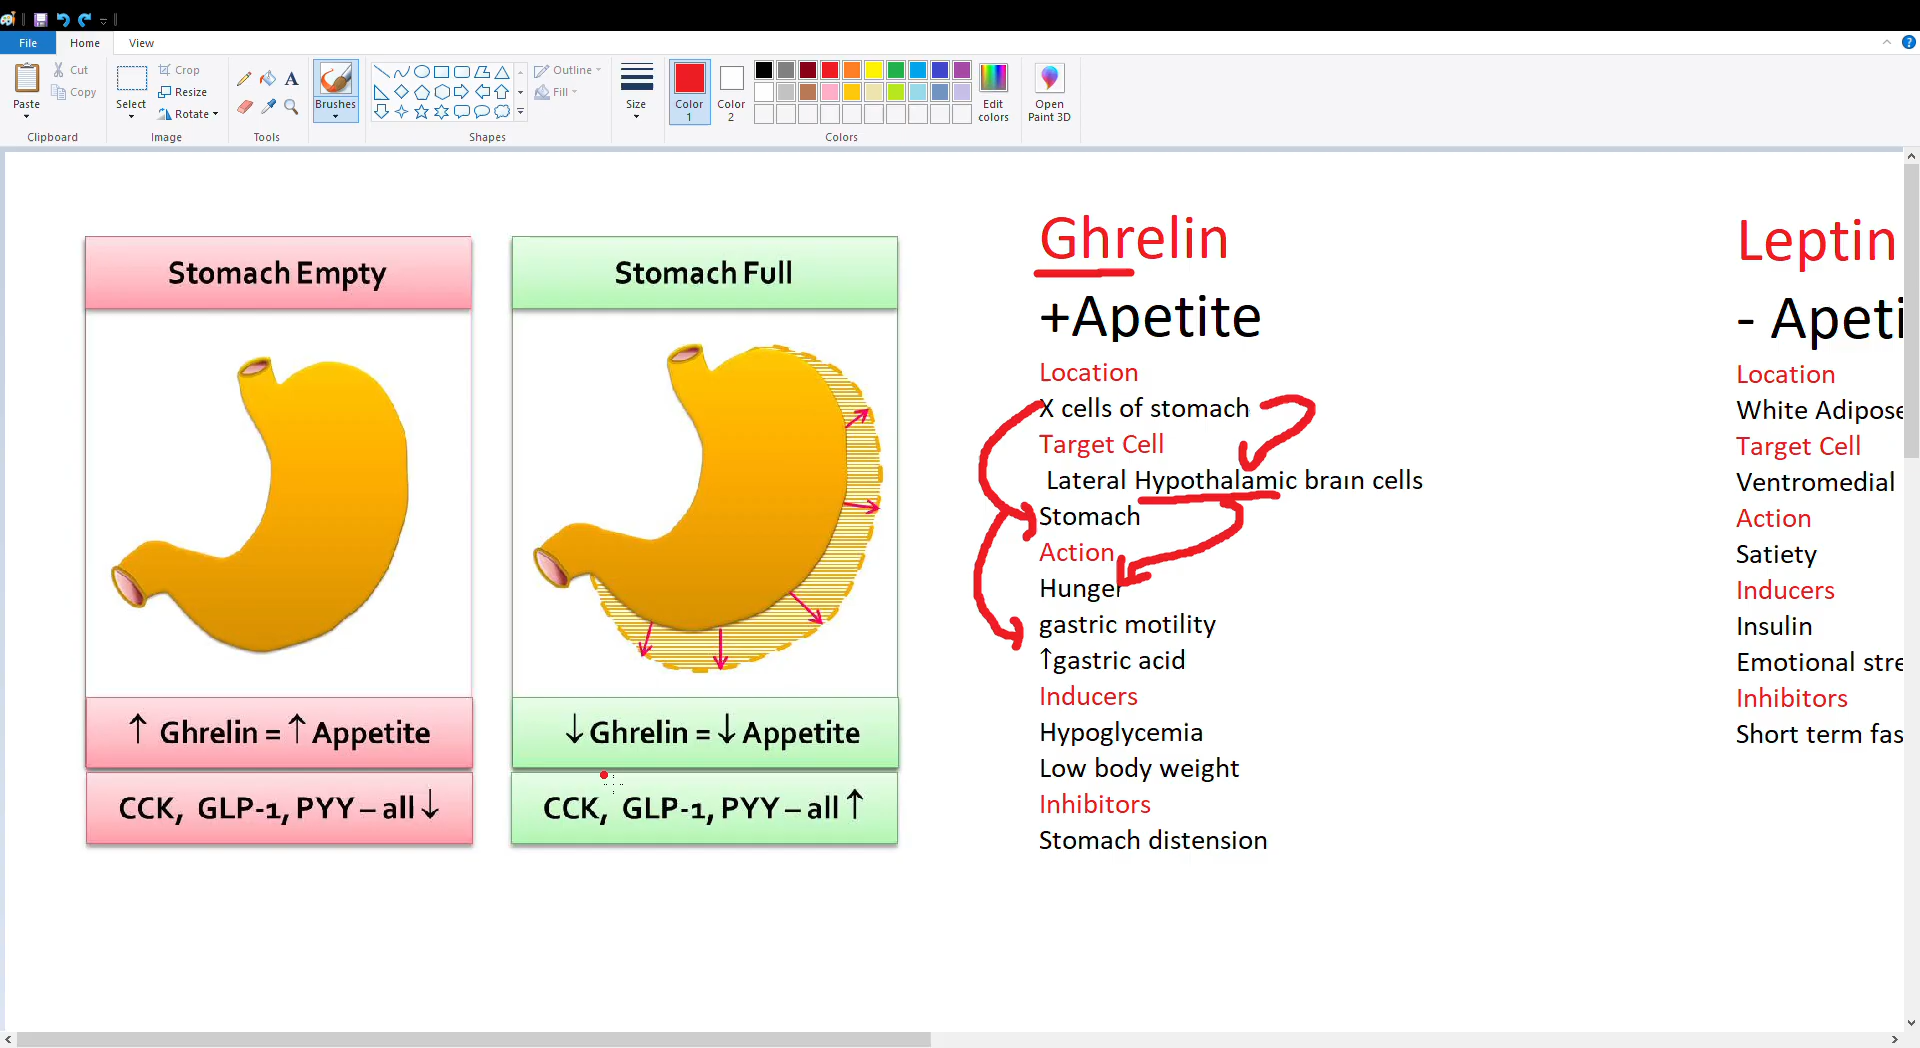 File
Home
View
Paste
Cut
Copy
Clipboard
Select
Crop
Resize
Rotate
Image
A
Tools
Brushes
Shapes
Outline
Fill
Size
Color
1
Color
2
Edit
colors
Colors
Open
Paint 3D
Stomach Empty
↑ Ghrelin = ↑ Appetite
CCK, GLP-1, PYY – all ↓
Stomach Full
↓ Ghrelin = ↓ Appetite
CCK, GLP-1, PYY – all ↑
Ghrelin
+Apetite
Location
X cells of stomach
Target Cell
Lateral Hypothalamic brain cells
Stomach
Action
Hunger
gastric motility
↑gastric acid
Inducers
Hypoglycemia
Low body weight
Inhibitors
Stomach distension
Leptin
- Apeti
Location
White Adipose
Target Cell
Ventromedial
Action
Satiety
Inducers
Insulin
Emotional stre
Inhibitors
Short term fas